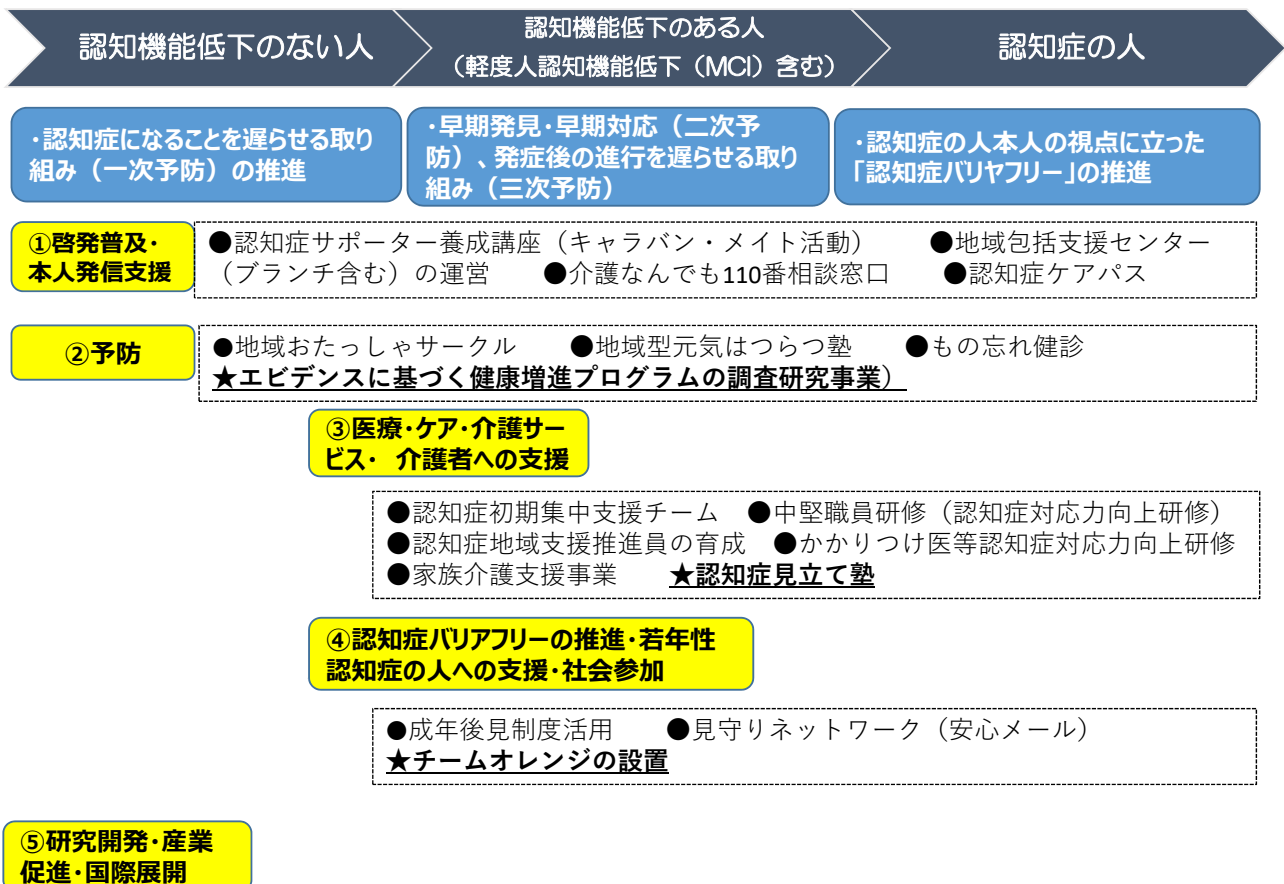 認知機能低下のない人
認知機能低下のある人
（軽度人認知機能低下（MCI）含む）
認知症の人
・認知症になることを遅らせる取り
組み（一次予防）の推進
・早期発見・早期対応（二次予
防）、発症後の進行を遅らせる取り
組み（三次予防）
・認知症の人本人の視点に立った
「認知症バリヤフリー」の推進
①啓発普及・
本人発信支援
●認知症サポーター養成講座（キャラバン・メイト活動）　●地域包括支援センター
（ブランチ含む）の運営　●介護なんでも110番相談窓口　●認知症ケアパス
②予防
●地域おたっしゃサークル　●地域型元気はつらつ塾　●もの忘れ健診
★エビデンスに基づく健康増進プログラムの調査研究事業）
③医療・ケア・介護サー
ビス・ 介護者への支援
●認知症初期集中支援チーム　●中堅職員研修（認知症対応力向上研修）
●認知症地域支援推進員の育成　●かかりつけ医等認知症対応力向上研修
●家族介護支援事業　★認知症見立て塾
④認知症バリアフリーの推進・若年性
認知症の人への支援・社会参加
●成年後見制度活用　●見守りネットワーク（安心メール）
★チームオレンジの設置
⑤研究開発・産業
促進・国際展開